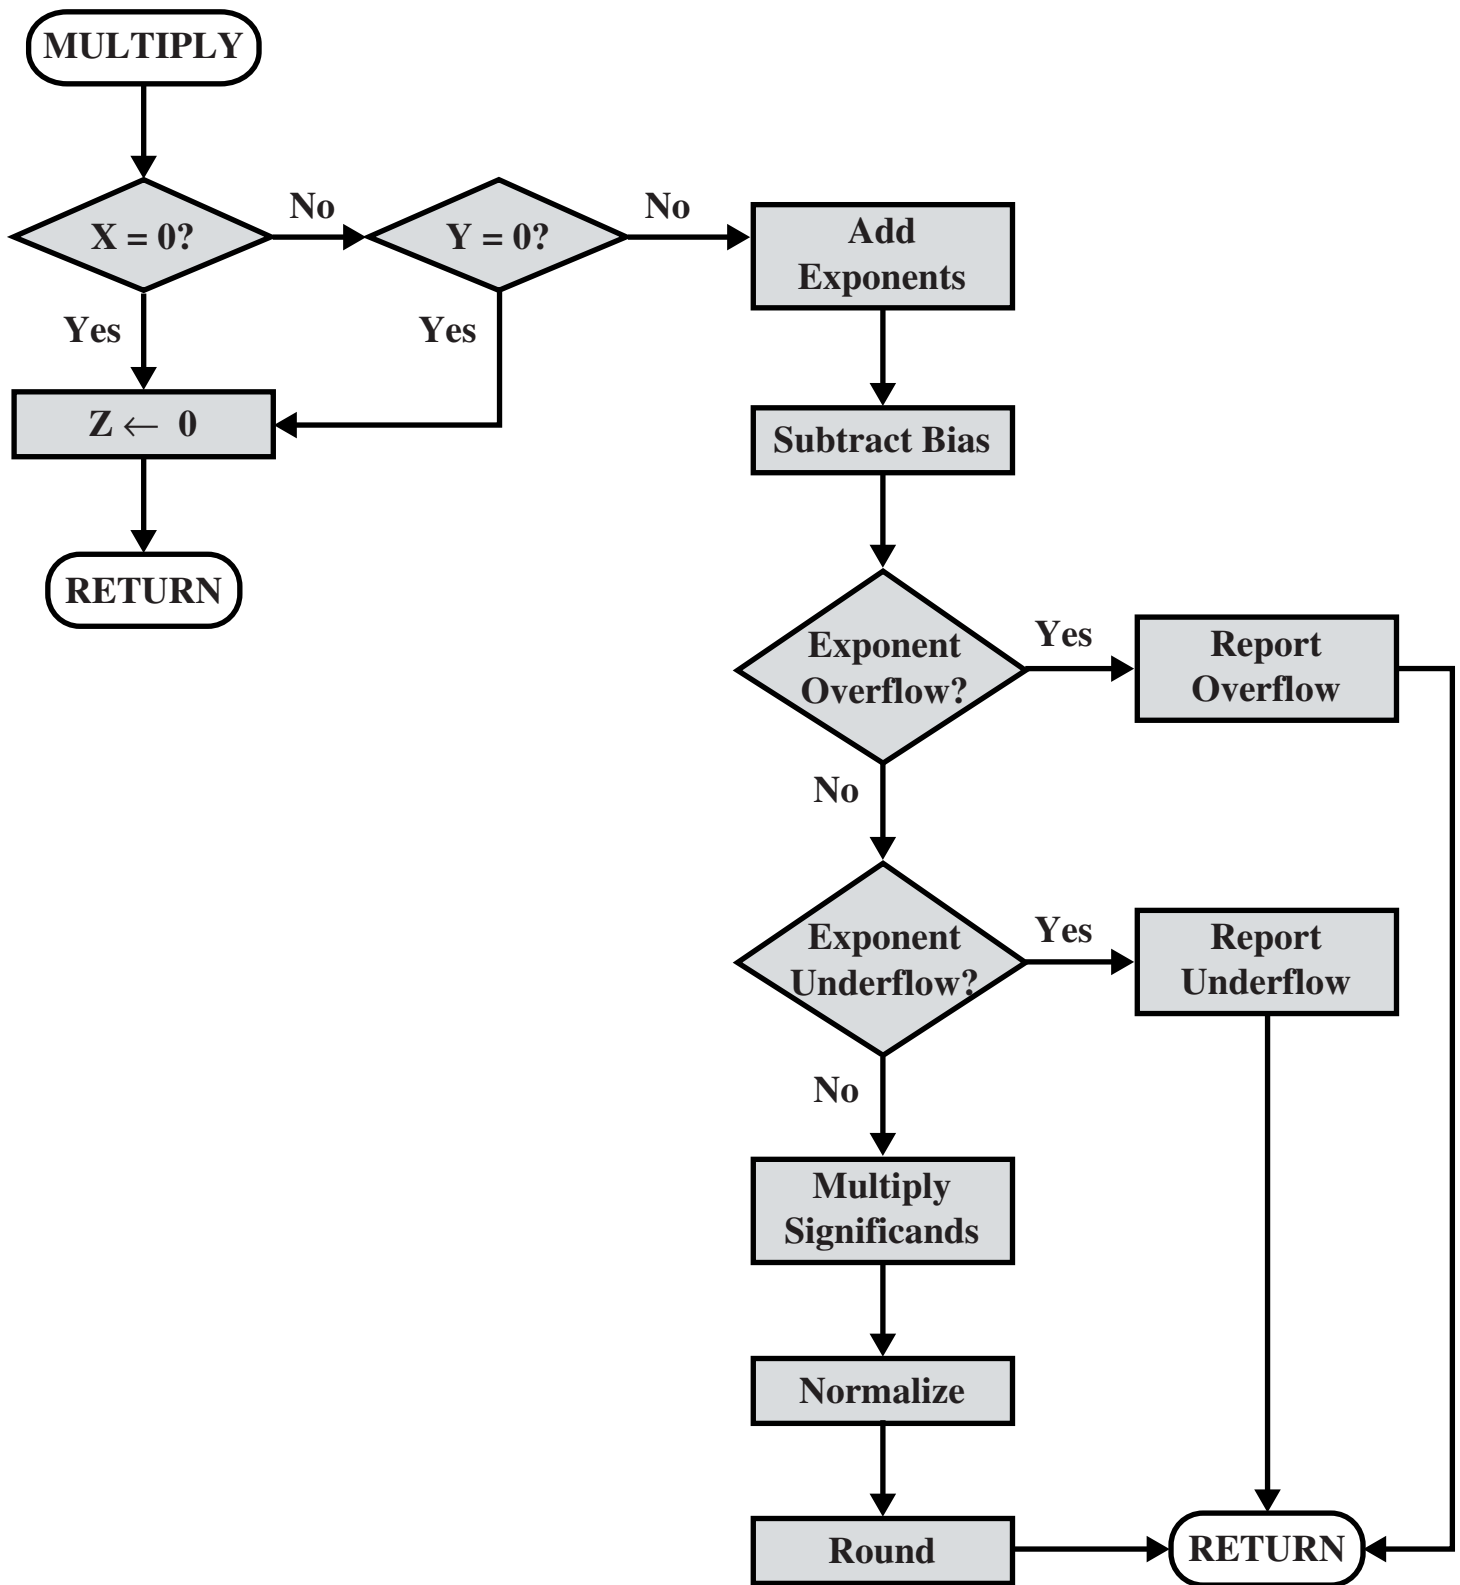 MULTIPLY
X = 0?
No
Y = 0?
No
Add
Exponents
Yes
Yes
Z ← 0
Subtract Bias
RETURN
Exponent
Overflow?
Yes
Report
Overflow
No
Exponent
Underflow?
Yes
Report
Underflow
No
Multiply
Significands
Normalize
Round
RETURN